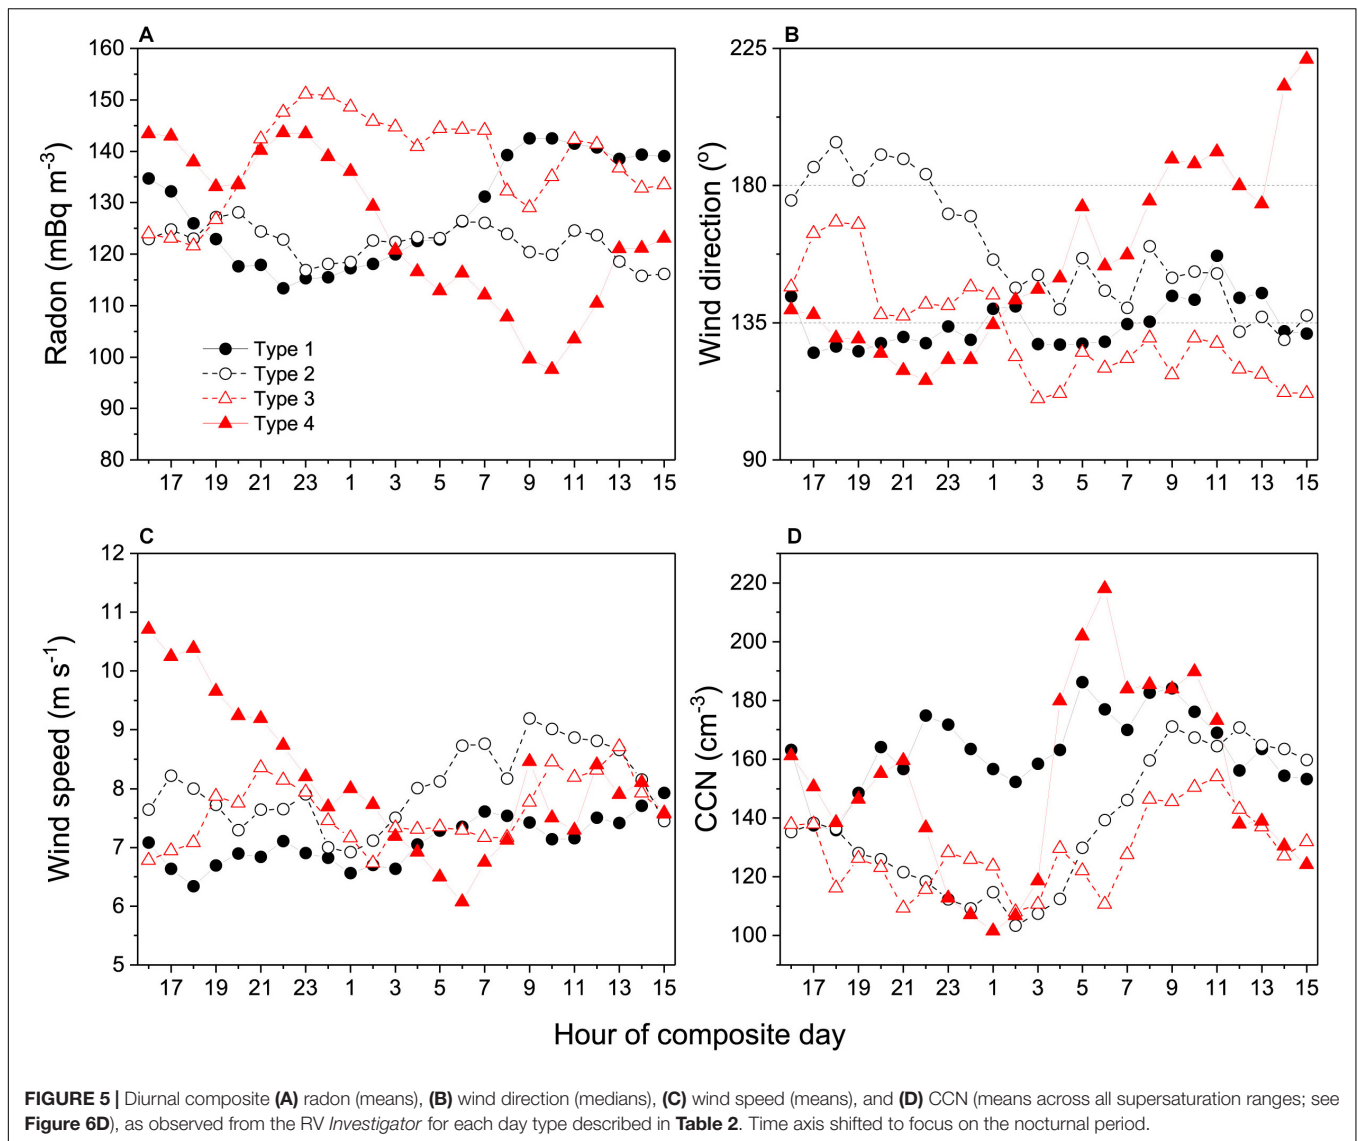 A
160
150
140
130
120
110
100
90
80
Radon (mBq m-3)
Type 1
Type 2
Type 3
Type 4
17 19 21 23 1 3 5 7 9 11 13 15
B
225
180
135
90
Wind direction (º)
17 19 21 23 1 3 5 7 9 11 13 15
C
12
11
10
9
8
7
6
5
Wind speed (m s-1)
17 19 21 23 1 3 5 7 9 11 13 15
D
220
200
180
160
140
120
100
CCN (cm-3)
17 19 21 23 1 3 5 7 9 11 13 15
Hour of composite day
FIGURE 5 | Diurnal composite (A) radon (means), (B) wind direction (medians), (C) wind speed (means), and (D) CCN (means across all supersaturation ranges; see
Figure 6D), as observed from the RV Investigator for each day type described in Table 2. Time axis shifted to focus on the nocturnal period.